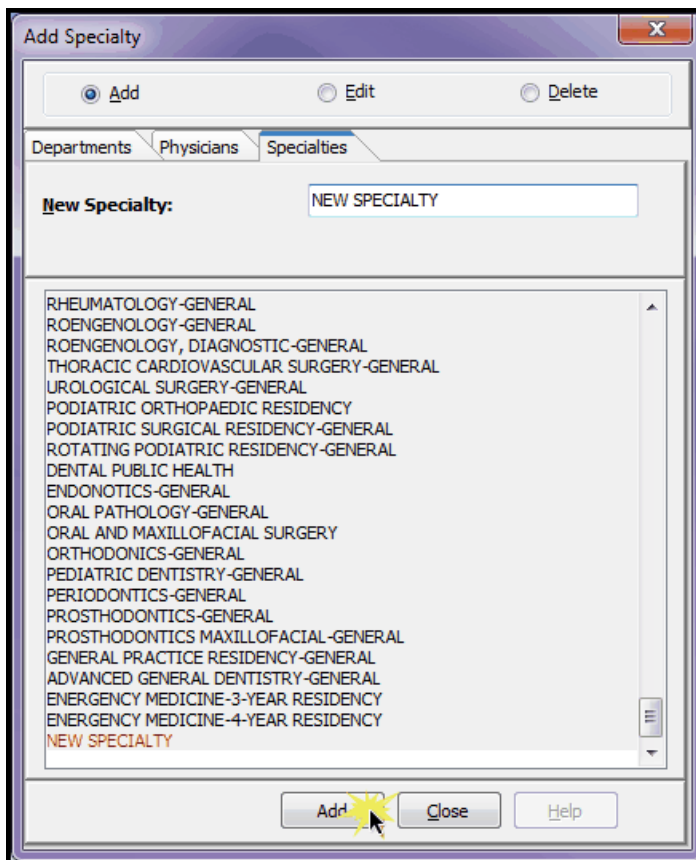 Add Specialty
Add Edit Delete
Departments Physicians Specialties
New Specialty: NEW SPECIALTY
RHEUMATOLOGY-GENERAL
ROENGENOLOGY-GENERAL
ROENGENOLOGY, DIAGNOSTIC-GENERAL
THORACIC CARDIOVASCULAR SURGERY-GENERAL
UROLOGICAL SURGERY-GENERAL
PODIATRIC ORTHOPAEDIC RESIDENCY
PODIATRIC SURGICAL RESIDENCY-GENERAL
ROTATING PODIATRIC RESIDENCY-GENERAL
DENTAL PUBLIC HEALTH
ENDONOTICS-GENERAL
ORAL PATHOLOGY-GENERAL
ORAL AND MAXILLOFACIAL SURGERY
ORTHODONICS-GENERAL
PEDIATRIC DENTISTRY-GENERAL
PERIODONTICS-GENERAL
PROSTHODONTICS-GENERAL
PROSTHODONTICS MAXILLOFACIAL-GENERAL
GENERAL PRACTICE RESIDENCY-GENERAL
ADVANCED GENERAL DENTISTRY-GENERAL
ENERGENCY MEDICINE-3-YEAR RESIDENCY
ENERGENCY MEDICINE-4-YEAR RESIDENCY
NEW SPECIALTY
Add Close Help